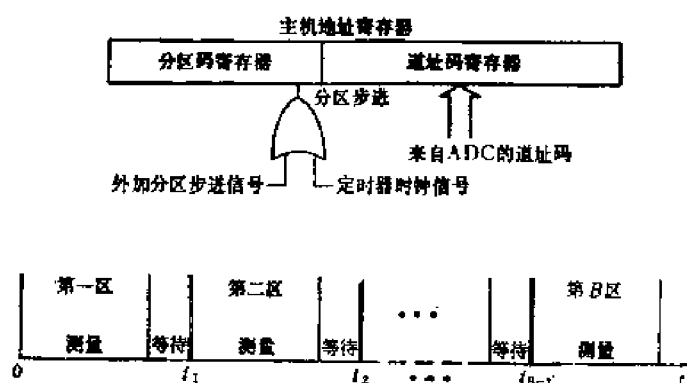 主机地址寄存器
分区码寄存器 道址码寄存器
分区步进
来自ADC的道址码
外加分区步进信号 定时器时钟信号
第一区 第二区 ... 第B区
测量 等待 测量 等待 等待 测量
0 t₁ t₂ ... t